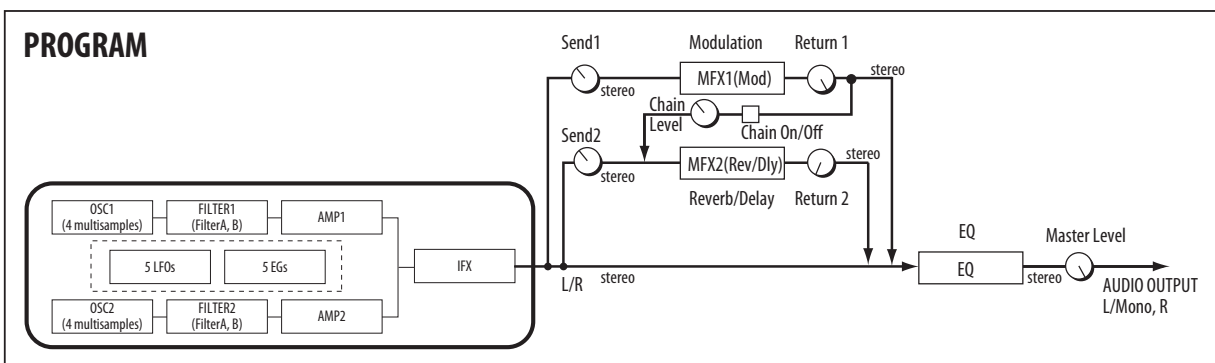 PROGRAM
Send1
Modulation
Return 1
MFX1(Mod)
stereo
stereo
Chain
Level
Chain On/Off
Send2
MFX2(Rev/Dly)
stereo
stereo
Reverb/Delay
Return 2
OSC1
(4 multisamples)
FILTER1
(FilterA, B)
AMP1
5 LFOs
5 EGs
IFX
OSC2
(4 multisamples)
FILTER2
(FilterA, B)
AMP2
L/R
stereo
EQ
EQ
stereo
Master Level
AUDIO OUTPUT
L/Mono, R